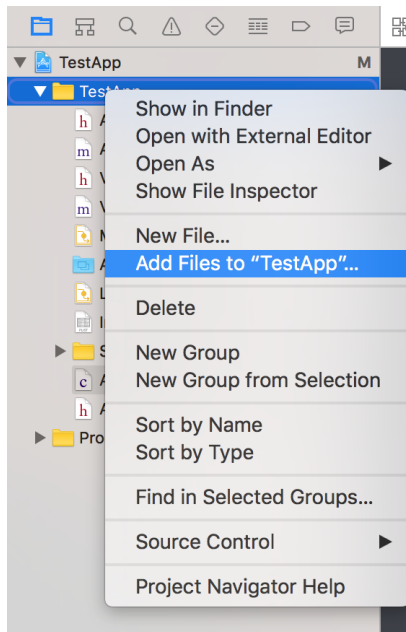 TestApp M
TestApp
Show in Finder
Open with External Editor
Open As
Show File Inspector
New File...
Add Files to “TestApp”...
Delete
New Group
New Group from Selection
Sort by Name
Sort by Type
Find in Selected Groups...
Source Control
Project Navigator Help
h
m
h
m
c
h
Pro